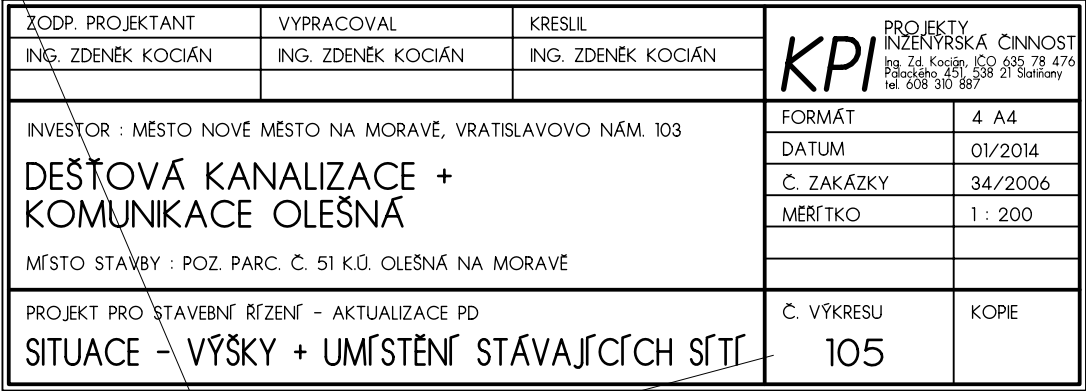 ZODP. PROJEKTANT VYPRACOVAL KRESLIL
ING. ZDENĚK KOCIÁN ING. ZDENĚK KOCIÁN ING. ZDENĚK KOCIÁN
KPI
PROJEKTY
INŽENÝRSKÁ ČINNOST
Ing. Zd. Kocián, IČO 635 78 476
Palackého 451, 538 21 Slatiňany
tel. 608 310 887
INVESTOR : MĚSTO NOVÉ MĚSTO NA MORAVĚ, VRATISLAVOVO NÁM. 103
DEŠŤOVÁ KANALIZACE +
KOMUNIKACE OLEŠNÁ
MÍSTO STAVBY : POZ. PARC. Č. 51 K.Ú. OLEŠNÁ NA MORAVĚ
FORMÁT 4 A4
DATUM 01/2014
Č. ZAKÁZKY 34/2006
MĚŘÍTKO 1 : 200
PROJEKT PRO STAVEBNÍ ŘÍZENÍ - AKTUALIZACE PD
SITUACE - VÝŠKY + UMÍSTĚNÍ STÁVAJÍCÍCH SÍTÍ
Č. VÝKRESU KOPIE
105